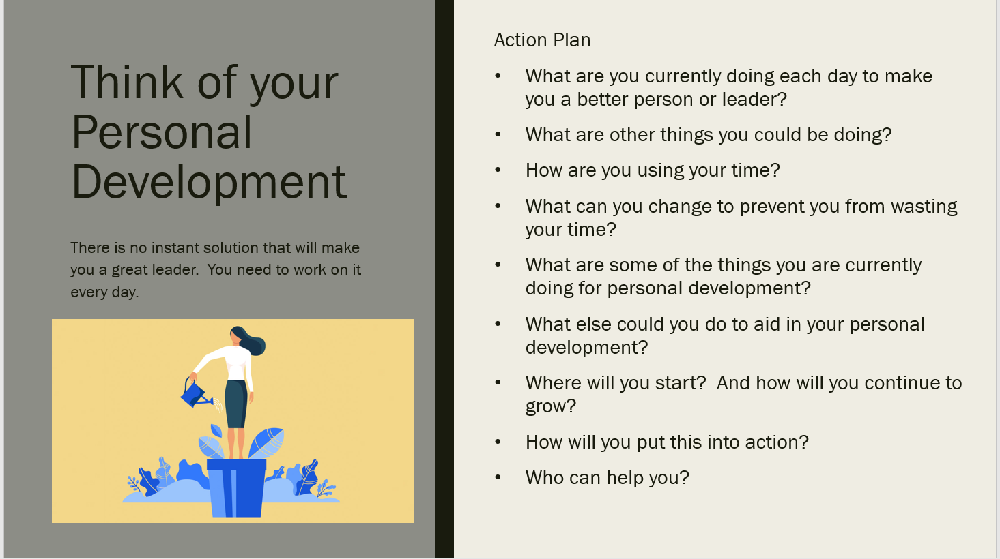 Think of your
Personal
Development
There is no instant solution that will make
you a great leader.  You need to work on it
every day.
Action Plan
• What are you currently doing each day to make
you a better person or leader?
• What are other things you could be doing?
• How are you using your time?
• What can you change to prevent you from wasting
your time?
• What are some of the things you are currently
doing for personal development?
• What else could you do to aid in your personal
development?
• Where will you start?  And how will you continue to
grow?
• How will you put this into action?
• Who can help you?